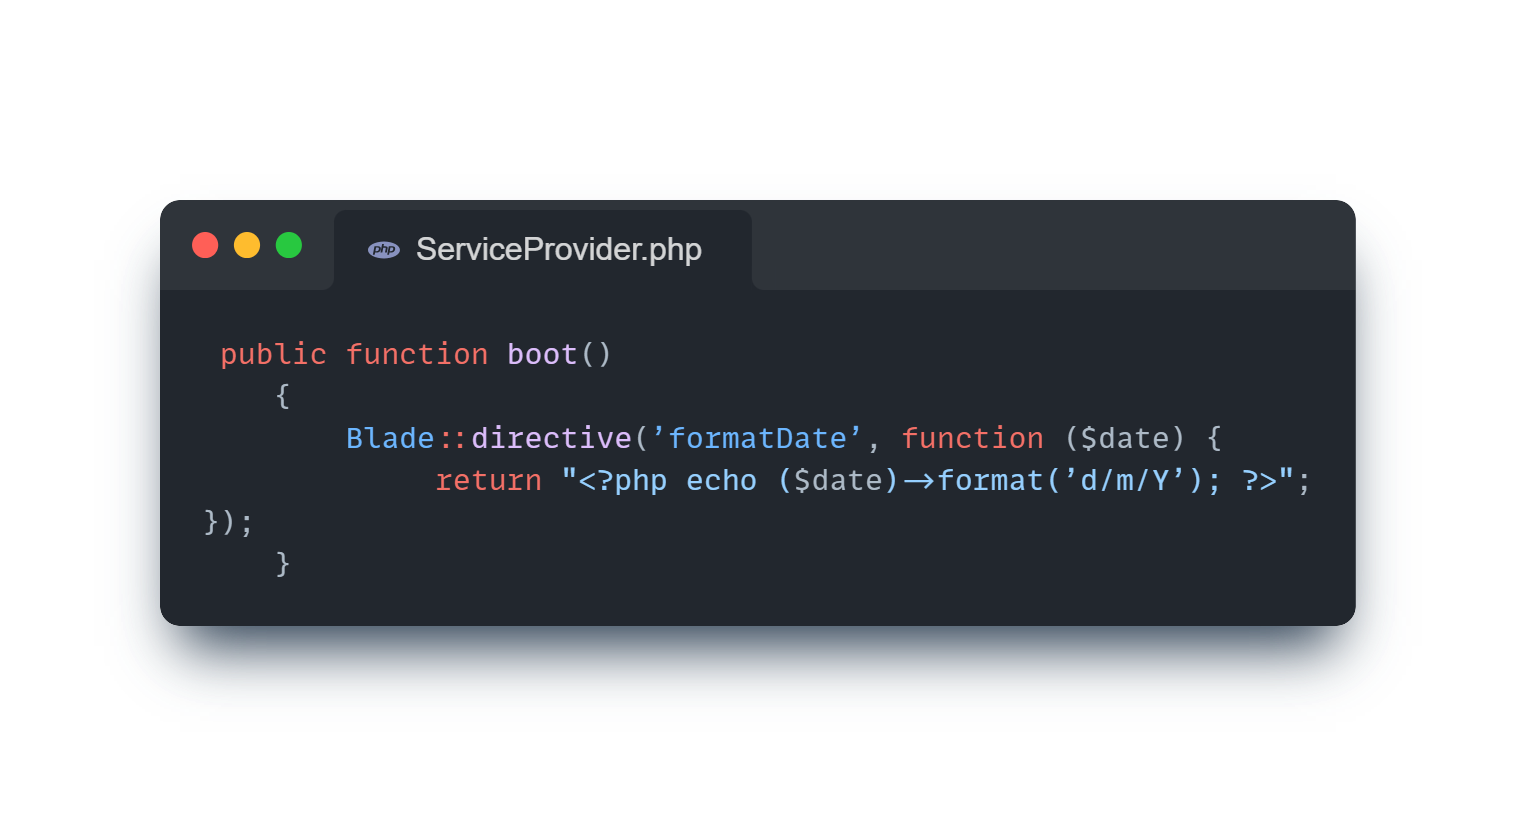 php ServiceProvider.php
public function boot()
{
Blade::directive(’formatDate’, function ($date) {
return "<?php echo ($date)->format(’d/m/Y’); ?>";
});
}